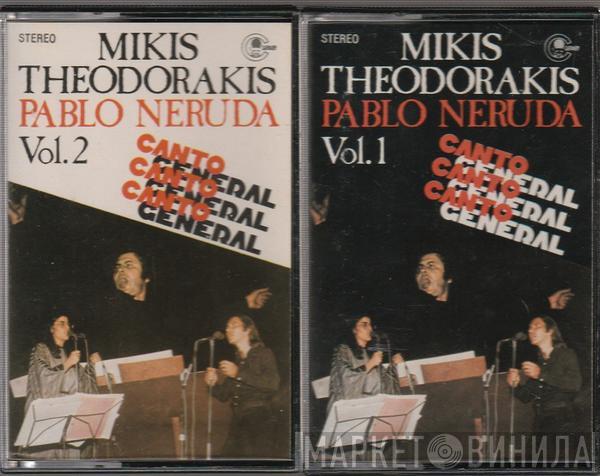 STEREO
MIKIS
THEODORAKIS
PABLO NERUDA
Vol. 2
CANTO
GENERAL
CANTO
GENERAL
CANTO
GENERAL
STEREO
MIKIS
THEODORAKIS
PABLO NERUDA
Vol. 1
CANTO
GENERAL
CANTO
GENERAL
CANTO
GENERAL
МАРКЕТ ВИНИЛА